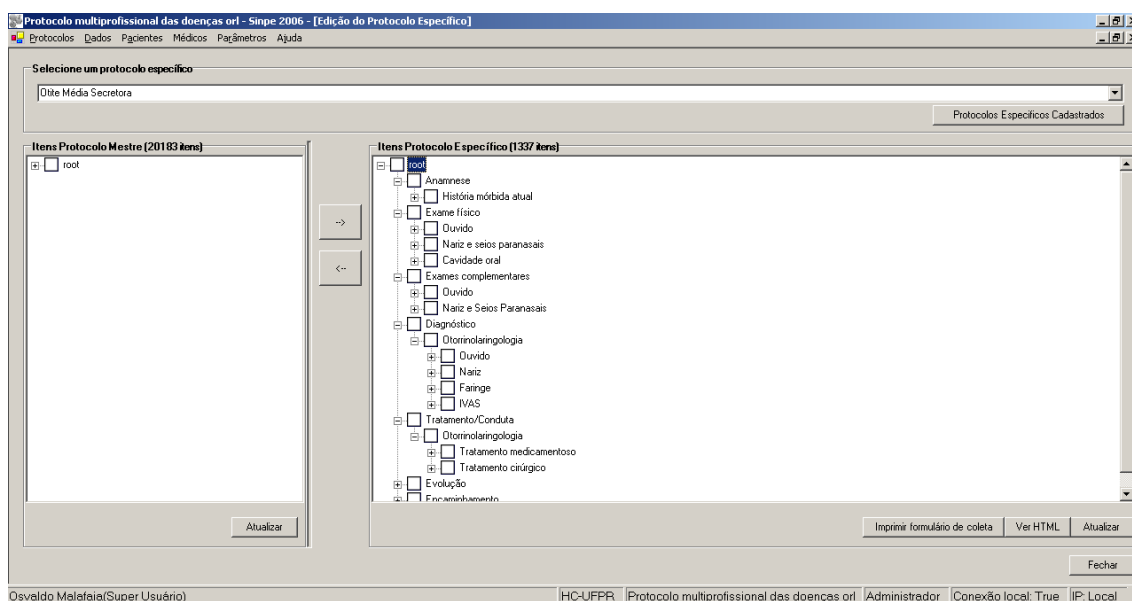 Protocolo multiprofissional das doenças orl - Sinpe 2006 - [Edição do Protocolo Específico]
Protocolos Dados Pacientes Médicos Parâmetros Ajuda
Selecione um protocolo específico
Otite Média Secretora
Protocolos Específicos Cadastrados
Itens Protocolo Mestre (20183 itens)
root
Atualizar
-->
<--
Itens Protocolo Específico (1337 itens)
root
Anamnese
História mórbida atual
Exame físico
Ouvido
Nariz e seios paranasais
Cavidade oral
Exames complementares
Ouvido
Nariz e Seios Paranasais
Diagnóstico
Otorrinolaringologia
Ouvido
Nariz
Faringe
IVAS
Tratamento/Conduta
Otorrinolaringologia
Tratamento medicamentoso
Tratamento cirúrgico
Evolução
Encaminhamento
Imprimir formulário de coleta Ver HTML Atualizar
Fechar
Osvaldo Malafaia(Super Usuário) HC-UFPR Protocolo multiprofissional das doenças orl Administrador Conexão local: True IP: Local